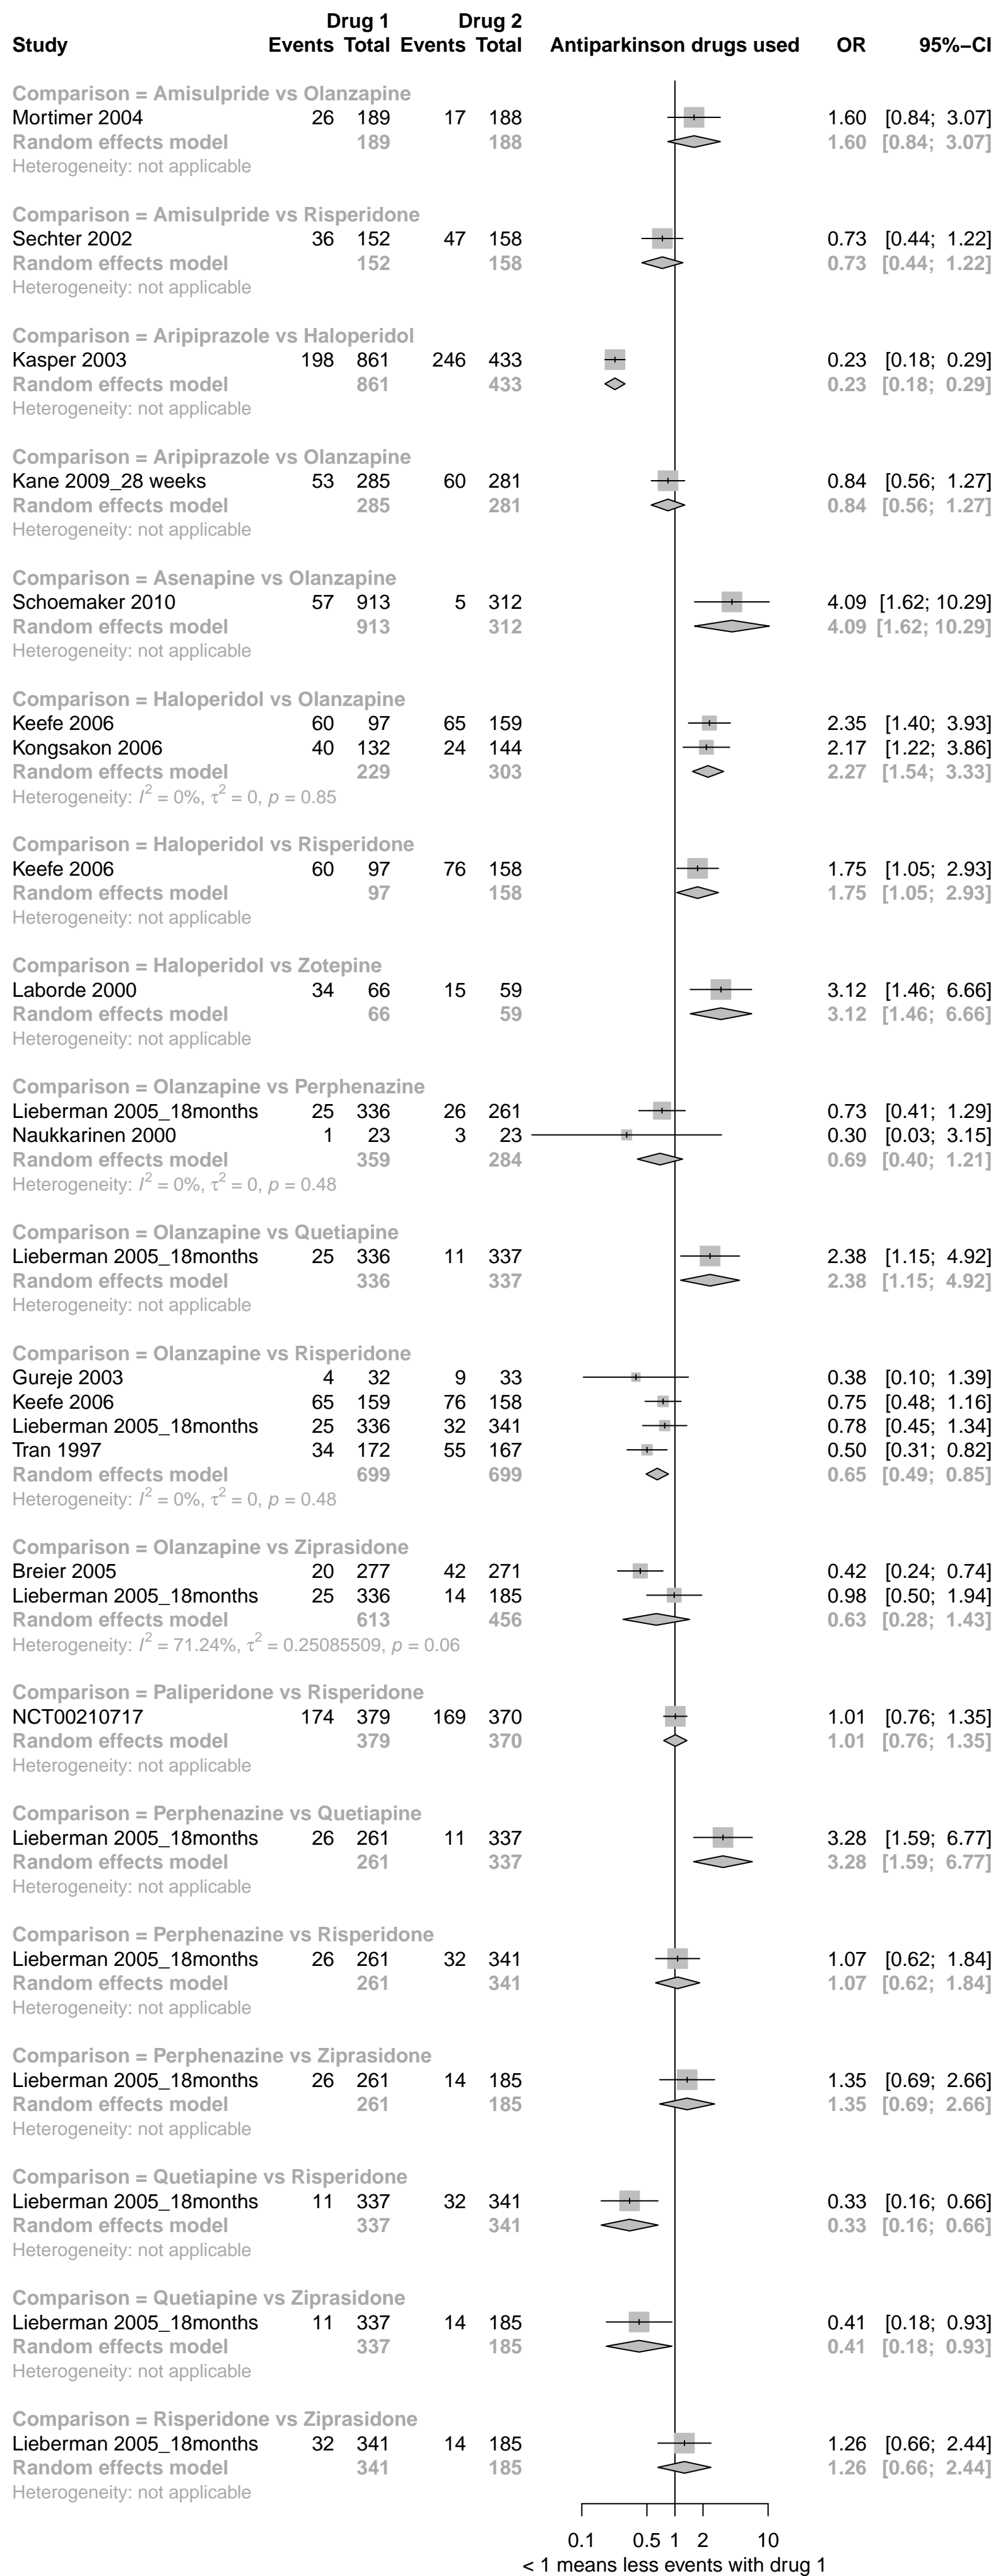 Drug 1 Drug 2
Study Events Total Events Total Antiparkinson drugs used OR 95%−CI
Comparison = Amisulpride vs Olanzapine
Mortimer 2004 26 189 17 188 1.60 [0.84; 3.07]
Random effects model 189 188 1.60 [0.84; 3.07]
Heterogeneity: not applicable
Comparison = Amisulpride vs Risperidone
Sechter 2002 36 152 47 158 0.73 [0.44; 1.22]
Random effects model 152 158 0.73 [0.44; 1.22]
Heterogeneity: not applicable
Comparison = Aripiprazole vs Haloperidol
Kasper 2003 198 861 246 433 0.23 [0.18; 0.29]
Random effects model 861 433 0.23 [0.18; 0.29]
Heterogeneity: not applicable
Comparison = Aripiprazole vs Olanzapine
Kane 2009_28 weeks 53 285 60 281 0.84 [0.56; 1.27]
Random effects model 285 281 0.84 [0.56; 1.27]
Heterogeneity: not applicable
Comparison = Asenapine vs Olanzapine
Schoemaker 2010 57 913 5 312 4.09 [1.62; 10.29]
Random effects model 913 312 4.09 [1.62; 10.29]
Heterogeneity: not applicable
Comparison = Haloperidol vs Olanzapine
Keefe 2006 60 97 65 159 2.35 [1.40; 3.93]
Kongsakon 2006 40 132 24 144 2.17 [1.22; 3.86]
Random effects model 229 303 2.27 [1.54; 3.33]
Heterogeneity: I² = 0%, τ² = 0, p = 0.85
Comparison = Haloperidol vs Risperidone
Keefe 2006 60 97 76 158 1.75 [1.05; 2.93]
Random effects model 97 158 1.75 [1.05; 2.93]
Heterogeneity: not applicable
Comparison = Haloperidol vs Zotepine
Laborde 2000 34 66 15 59 3.12 [1.46; 6.66]
Random effects model 66 59 3.12 [1.46; 6.66]
Heterogeneity: not applicable
Comparison = Olanzapine vs Perphenazine
Lieberman 2005_18months 25 336 26 261 0.73 [0.41; 1.29]
Naukkarinen 2000 1 23 3 23 0.30 [0.03; 3.15]
Random effects model 359 284 0.69 [0.40; 1.21]
Heterogeneity: I² = 0%, τ² = 0, p = 0.48
Comparison = Olanzapine vs Quetiapine
Lieberman 2005_18months 25 336 11 337 2.38 [1.15; 4.92]
Random effects model 336 337 2.38 [1.15; 4.92]
Heterogeneity: not applicable
Comparison = Olanzapine vs Risperidone
Gureje 2003 4 32 9 33 0.38 [0.10; 1.39]
Keefe 2006 65 159 76 158 0.75 [0.48; 1.16]
Lieberman 2005_18months 25 336 32 341 0.78 [0.45; 1.34]
Tran 1997 34 172 55 167 0.50 [0.31; 0.82]
Random effects model 699 699 0.65 [0.49; 0.85]
Heterogeneity: I² = 0%, τ² = 0, p = 0.48
Comparison = Olanzapine vs Ziprasidone
Breier 2005 20 277 42 271 0.42 [0.24; 0.74]
Lieberman 2005_18months 25 336 14 185 0.98 [0.50; 1.94]
Random effects model 613 456 0.63 [0.28; 1.43]
Heterogeneity: I² = 71.24%, τ² = 0.25085509, p = 0.06
Comparison = Paliperidone vs Risperidone
NCT00210717 174 379 169 370 1.01 [0.76; 1.35]
Random effects model 379 370 1.01 [0.76; 1.35]
Heterogeneity: not applicable
Comparison = Perphenazine vs Quetiapine
Lieberman 2005_18months 26 261 11 337 3.28 [1.59; 6.77]
Random effects model 261 337 3.28 [1.59; 6.77]
Heterogeneity: not applicable
Comparison = Perphenazine vs Risperidone
Lieberman 2005_18months 26 261 32 341 1.07 [0.62; 1.84]
Random effects model 261 341 1.07 [0.62; 1.84]
Heterogeneity: not applicable
Comparison = Perphenazine vs Ziprasidone
Lieberman 2005_18months 26 261 14 185 1.35 [0.69; 2.66]
Random effects model 261 185 1.35 [0.69; 2.66]
Heterogeneity: not applicable
Comparison = Quetiapine vs Risperidone
Lieberman 2005_18months 11 337 32 341 0.33 [0.16; 0.66]
Random effects model 337 341 0.33 [0.16; 0.66]
Heterogeneity: not applicable
Comparison = Quetiapine vs Ziprasidone
Lieberman 2005_18months 11 337 14 185 0.41 [0.18; 0.93]
Random effects model 337 185 0.41 [0.18; 0.93]
Heterogeneity: not applicable
Comparison = Risperidone vs Ziprasidone
Lieberman 2005_18months 32 341 14 185 1.26 [0.66; 2.44]
Random effects model 341 185 1.26 [0.66; 2.44]
Heterogeneity: not applicable
0.1 0.5 1 2 10
< 1 means less events with drug 1